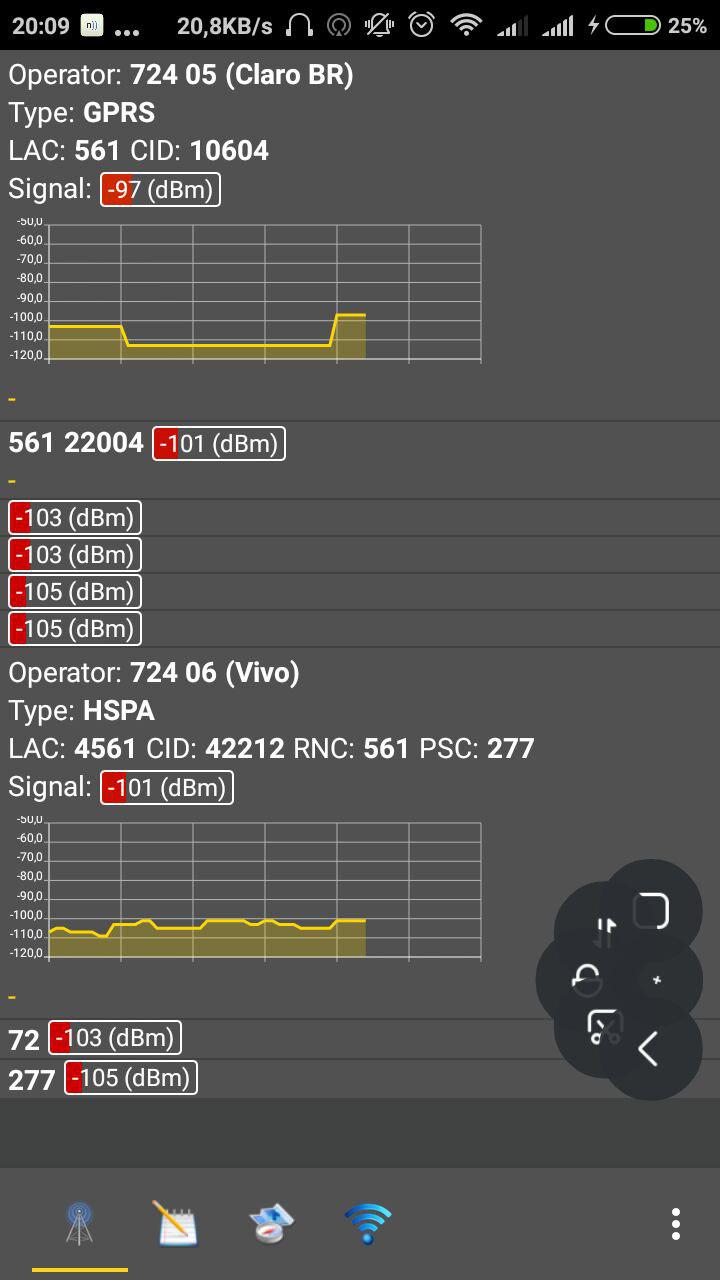 20:09 n)) ... 20,8KB/s 25%
Operator: 724 05 (Claro BR)
Type: GPRS
LAC: 561 CID: 10604
Signal: -97 (dBm)
-50,0
-60,0
-70,0
-80,0
-90,0
-100,0
-110,0
-120,0
-
561 22004 -101 (dBm)
-
-103 (dBm)
-103 (dBm)
-105 (dBm)
-105 (dBm)
Operator: 724 06 (Vivo)
Type: HSPA
LAC: 4561 CID: 42212 RNC: 561 PSC: 277
Signal: -101 (dBm)
-50,0
-60,0
-70,0
-80,0
-90,0
-100,0
-110,0
-120,0
-
72 -103 (dBm)
277 -105 (dBm)